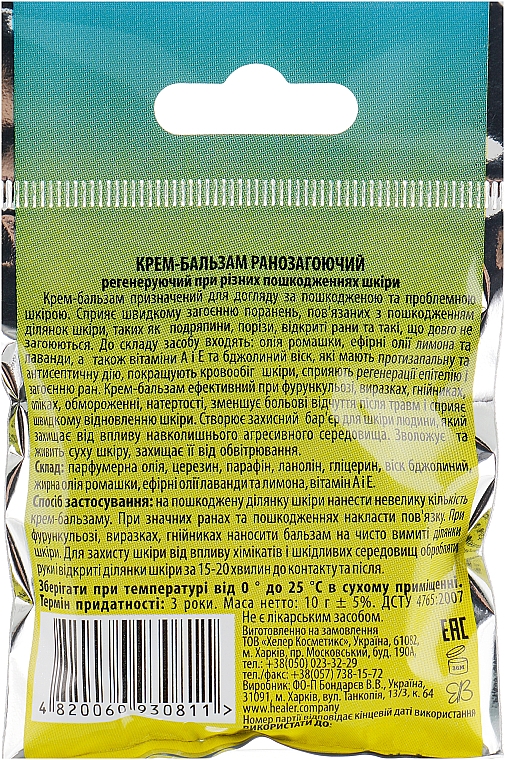 КРЕМ-БАЛЬЗАМ РАНОЗАГОЮЧИЙ
регенеруючий при різних пошкодженнях шкіри
Крем-бальзам призначений для догляду за пошкодженою та проблемною
шкірою. Сприяє швидкому загоєнню поранень, пов'язаних з пошкодженням
ділянок шкіри, таких як подряпини, порізи, відкриті рани та такі, що довго не
загоюються. До складу засобу входять: олія ромашки, ефірні олії лимона та
лаванди, а також вітаміни А і Е та бджолиний віск, які мають протизапальну та
антисептичну дію, покращують кровообіг шкіри, сприяють регенерації епітелію і
загоєнню ран. Крем-бальзам ефективний при фурункульозі, виразках, гнійниках,
опіках, обмороженні, натертості, зменшує больові відчуття після травм і сприяє
швидкому відновленню шкіри. Створює захисний бар'єр для шкіри людини, який
захищає від впливу навколишнього агресивного середовища. Зволожує та
живить суху шкіру, захищає її від обвітрювання.
Склад: парфумерна олія, церезин, парафін, ланолін, гліцерин, віск бджолиний,
жирна олія ромашки, ефірні олії лаванди та лимона, вітамін А і Е.
Спосіб застосування: на пошкоджену ділянку шкіри нанести невелику кількість
крем-бальзаму. При значних ранах та пошкодженнях накласти пов'язку. При
фурункульозі, виразках, гнійниках наносити бальзам на чисто вимиті ділянки
шкіри. Для захисту шкіри від впливу хімікатів і шкідливих середовищ обробляти
руки і відкриті ділянки шкіри за 15-20 хвилин до контакту та після.
Зберігати при температурі від 0 ° до 25 °С в сухому приміщенні.
Термін придатності: 3 роки. Маса нетто: 10 г ± 5%. ДСТУ 4765:2007
Не є лікарським засобом.
Виготовлено на замовлення
ТОВ «Хелер Косметикс», Україна, 61082,
м. Харків, пр. Московський, буд. 190А,
тел.: +38(050) 023-32-29
тел./факс: +38(057) 738-15-72
Виробник: ФО-П Бондарєв В.В., Україна,
31091, м. Харків, вул. Танкопія, 13/3, к. 64
www.healer.company
Номер партії відповідає кінцевій даті використання
ВИКОРИСТАТИ ДО:
4 820060 930811 >
EAC
36M